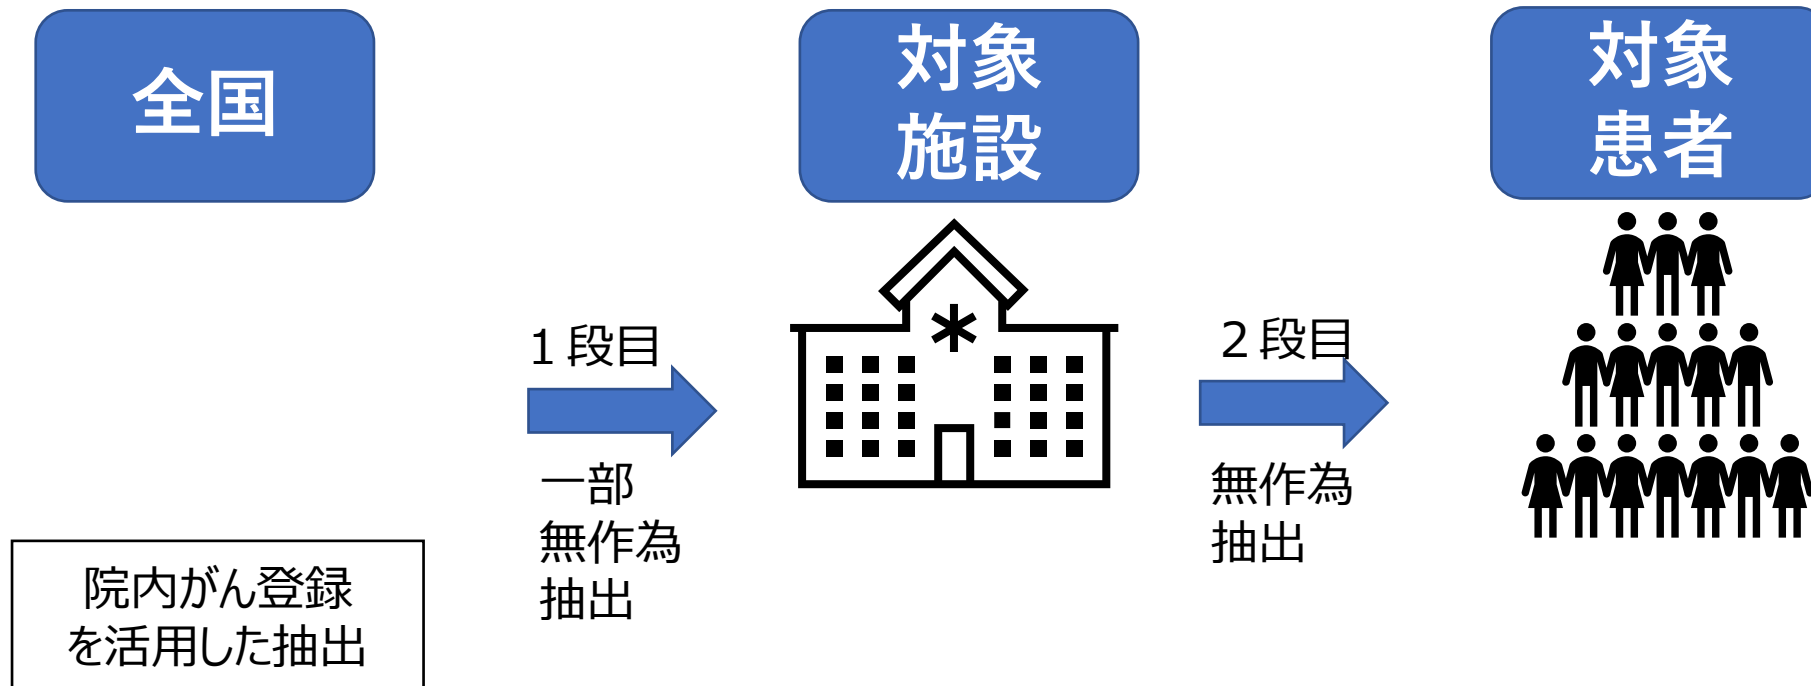 全国
対象
施設
対象
患者
１段目
一部
無作為
抽出
２段目
無作為
抽出
院内がん登録
を活用した抽出